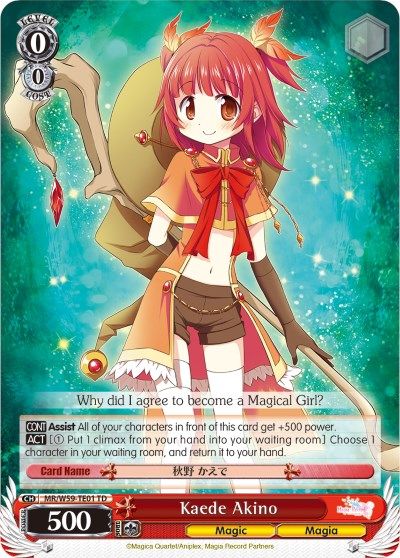 LEVEL
0
0
COST
Why did I agree to become a Magical Girl?
CONT Assist All of your characters in front of this card get +500 power.
ACT [① Put 1 climax from your hand into your waiting room] Choose 1
character in your waiting room, and return it to your hand.
Card Name 秋野 かえで
CH MR/W59-TE01 TD
500
Kaede Akino
Magic Magia
©Magica Quartet/Aniplex, Magia Record Partners